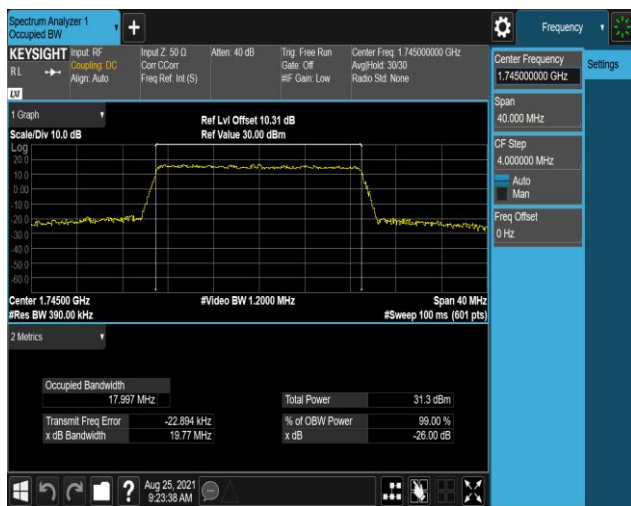 Spectrum Analyzer 1
Occupied BW
+
Frequency
KEYSIGHT
RL
LXI
Input: RF
Coupling: DC
Align: Auto
Input Z: 50 Ω
Corr CCorr
Freq Ref: Int (S)
Atten: 40 dB
Trig: Free Run
Gate: Off
#IF Gain: Low
Center Freq: 1.745000000 GHz
Avg|Hold: 30/30
Radio Std: None
Center Frequency
1.745000000 GHz
Settings
Span
40.000 MHz
CF Step
4.000000 MHz
Auto
Man
Freq Offset
0 Hz
1 Graph
Scale/Div 10.0 dB
Ref Lvl Offset 10.31 dB
Ref Value 30.00 dBm
Log
20.0
10.0
0.00
-10.0
-20.0
-30.0
-40.0
-50.0
-60.0
Center 1.74500 GHz
#Video BW 1.2000 MHz
Span 40 MHz
#Res BW 390.00 kHz
#Sweep 100 ms (601 pts)
2 Metrics
Occupied Bandwidth
17.997 MHz
Total Power 31.3 dBm
Transmit Freq Error -22.894 kHz
% of OBW Power 99.00 %
x dB Bandwidth 19.77 MHz
x dB -26.00 dB
?
Aug 25, 2021
9:23:38 AM